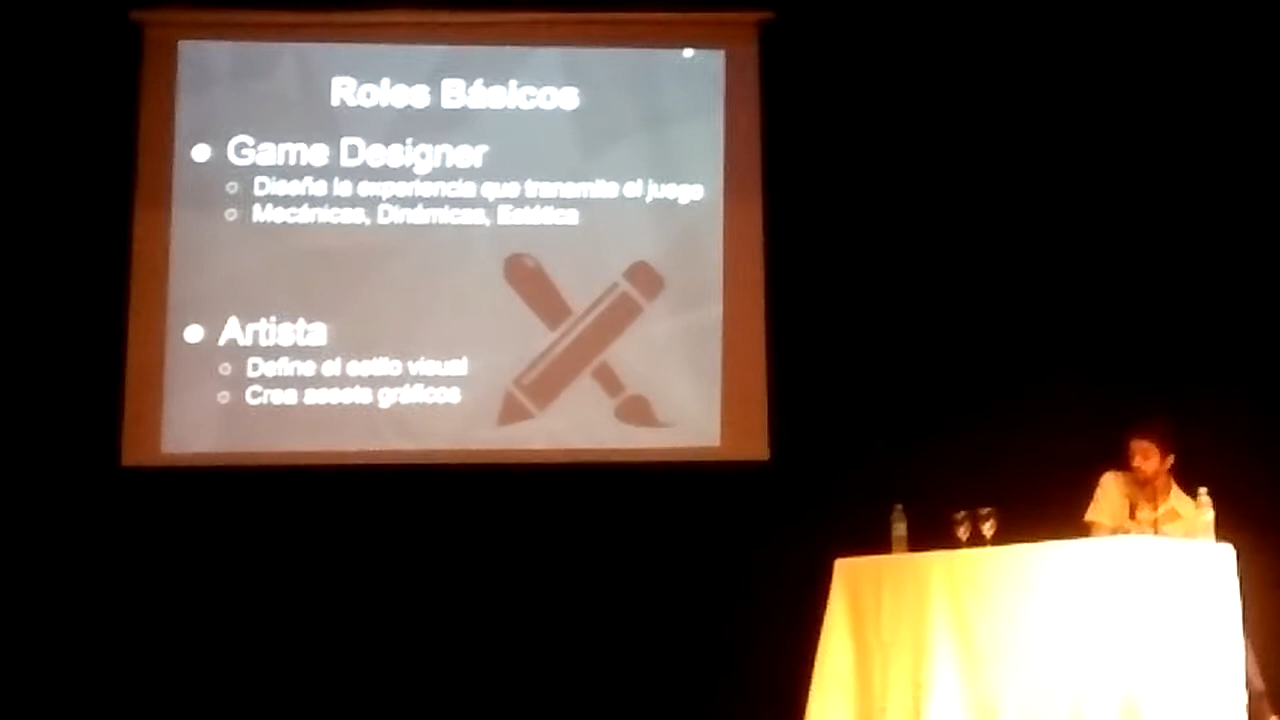 Roles Básicos
Game Designer
Diseña la experiencia que transmite el juego
Mecánicas, Dinámicas, Estética
Artista
Define el estilo visual
Crea assets gráficos